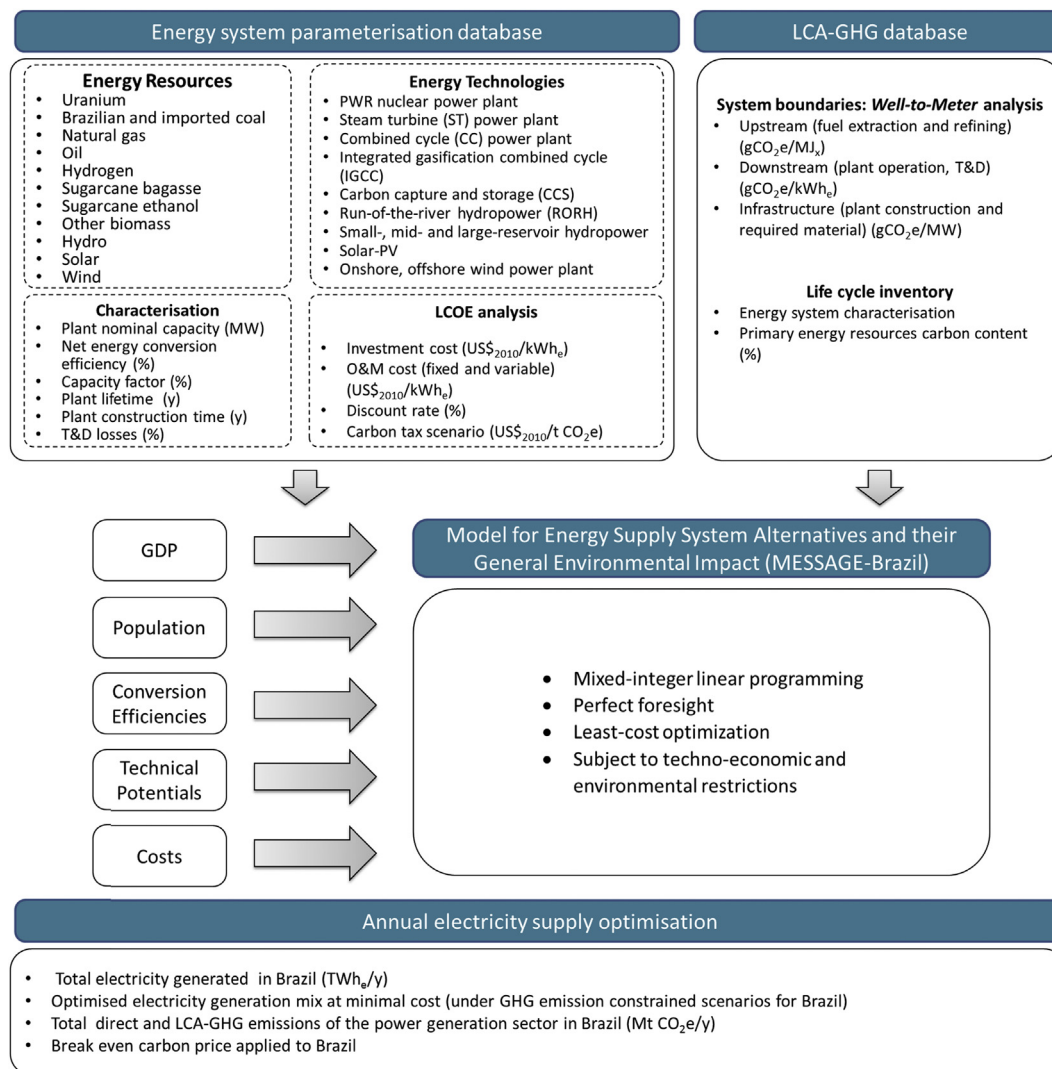 Energy system parameterisation database
LCA-GHG database
Energy Resources
• Uranium
• Brazilian and imported coal
• Natural gas
• Oil
• Hydrogen
• Sugarcane bagasse
• Sugarcane ethanol
• Other biomass
• Hydro
• Solar
• Wind
Energy Technologies
• PWR nuclear power plant
• Steam turbine (ST) power plant
• Combined cycle (CC) power plant
• Integrated gasification combined cycle
(IGCC)
• Carbon capture and storage (CCS)
• Run-of-the-river hydropower (RORH)
• Small-, mid- and large-reservoir hydropower
• Solar-PV
• Onshore, offshore wind power plant
Characterisation
• Plant nominal capacity (MW)
• Net energy conversion
efficiency (%)
• Capacity factor (%)
• Plant lifetime (y)
• Plant construction time (y)
• T&D losses (%)
LCOE analysis
• Investment cost (US$₂₀₁₀/kWhₑ)
• O&M cost (fixed and variable)
(US$₂₀₁₀/kWhₑ)
• Discount rate (%)
• Carbon tax scenario (US$₂₀₁₀/t CO₂e)
System boundaries: Well-to-Meter analysis
• Upstream (fuel extraction and refining)
(gCO₂e/MJₓ)
• Downstream (plant operation, T&D)
(gCO₂e/kWhₑ)
• Infrastructure (plant construction and
required material) (gCO₂e/MW)
Life cycle inventory
• Energy system characterisation
• Primary energy resources carbon content
(%)
GDP
Population
Conversion
Efficiencies
Technical
Potentials
Costs
Model for Energy Supply System Alternatives and their
General Environmental Impact (MESSAGE-Brazil)
• Mixed-integer linear programming
• Perfect foresight
• Least-cost optimization
• Subject to techno-economic and
environmental restrictions
Annual electricity supply optimisation
• Total electricity generated in Brazil (TWhₑ/y)
• Optimised electricity generation mix at minimal cost (under GHG emission constrained scenarios for Brazil)
• Total direct and LCA-GHG emissions of the power generation sector in Brazil (Mt CO₂e/y)
• Break even carbon price applied to Brazil